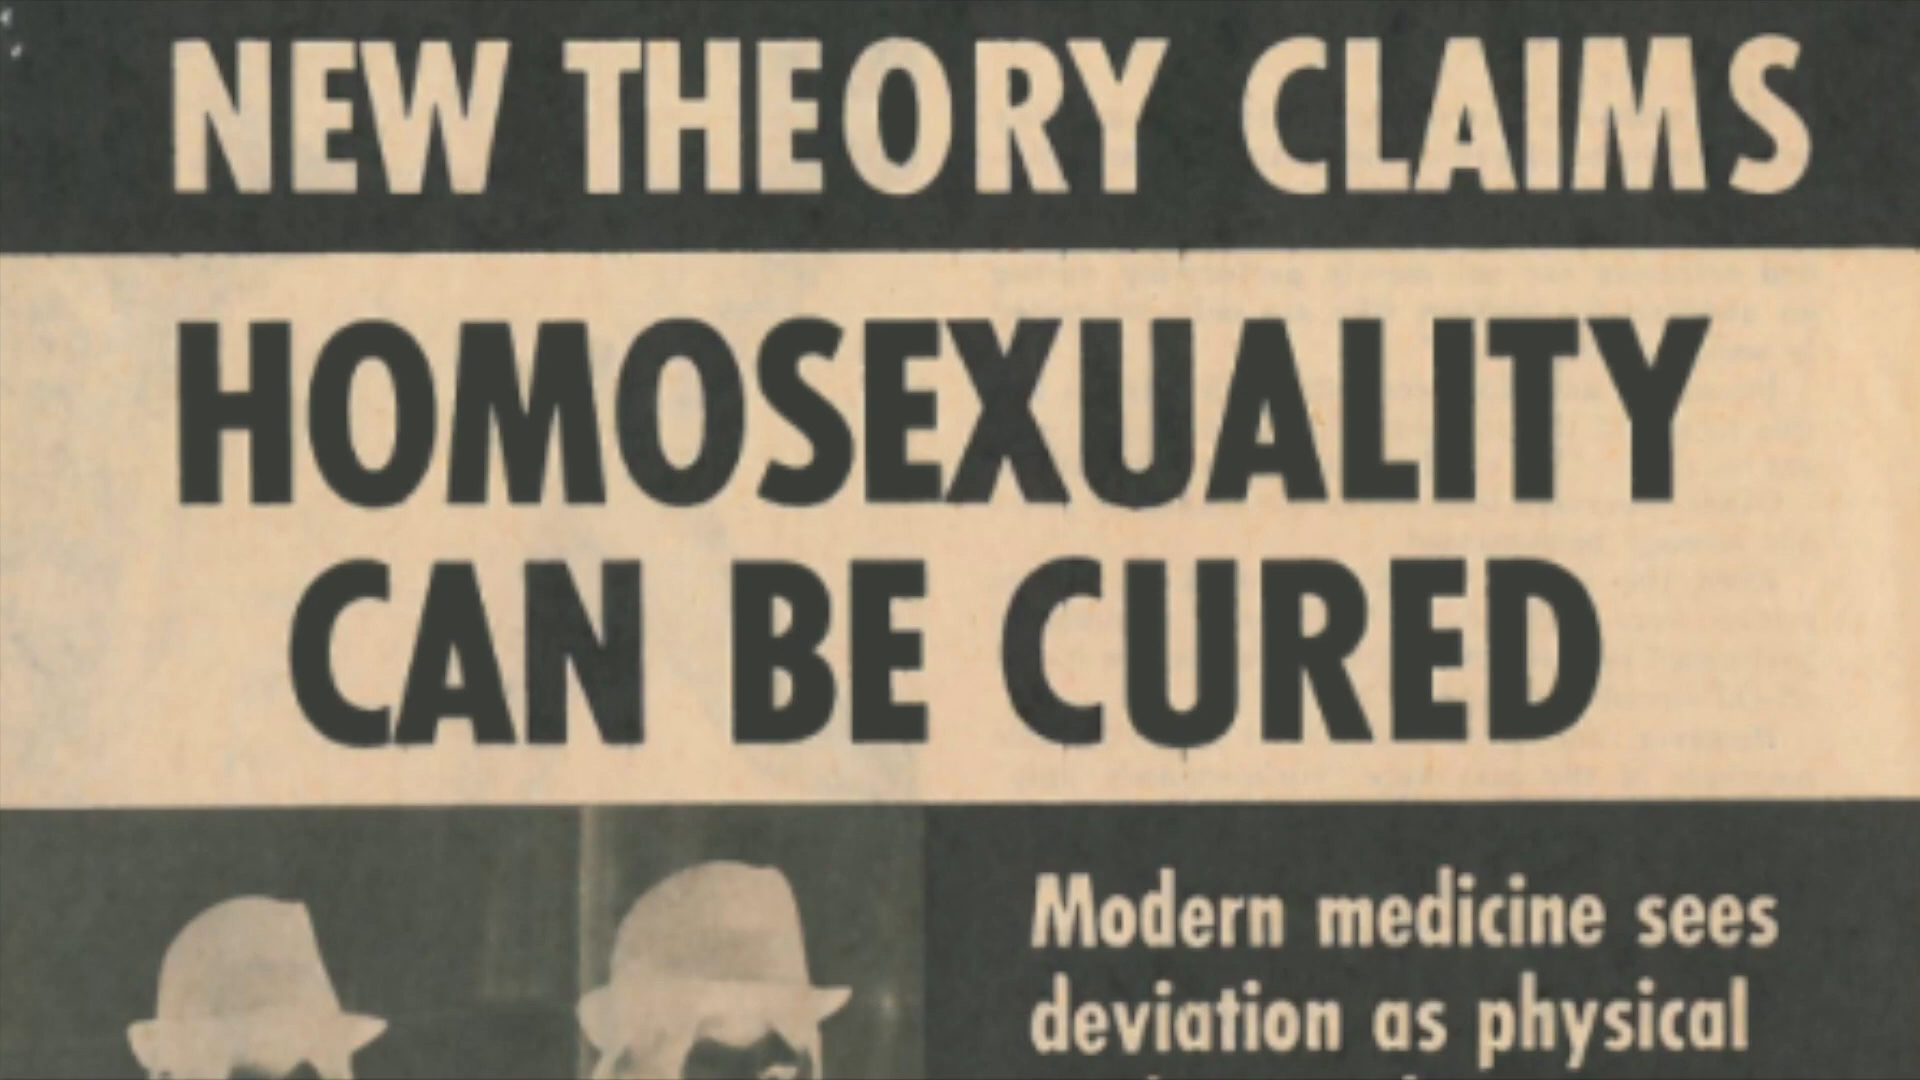 NEW THEORY CLAIMS
HOMOSEXUALITY
CAN BE CURED
Modern medicine sees
deviation as physical